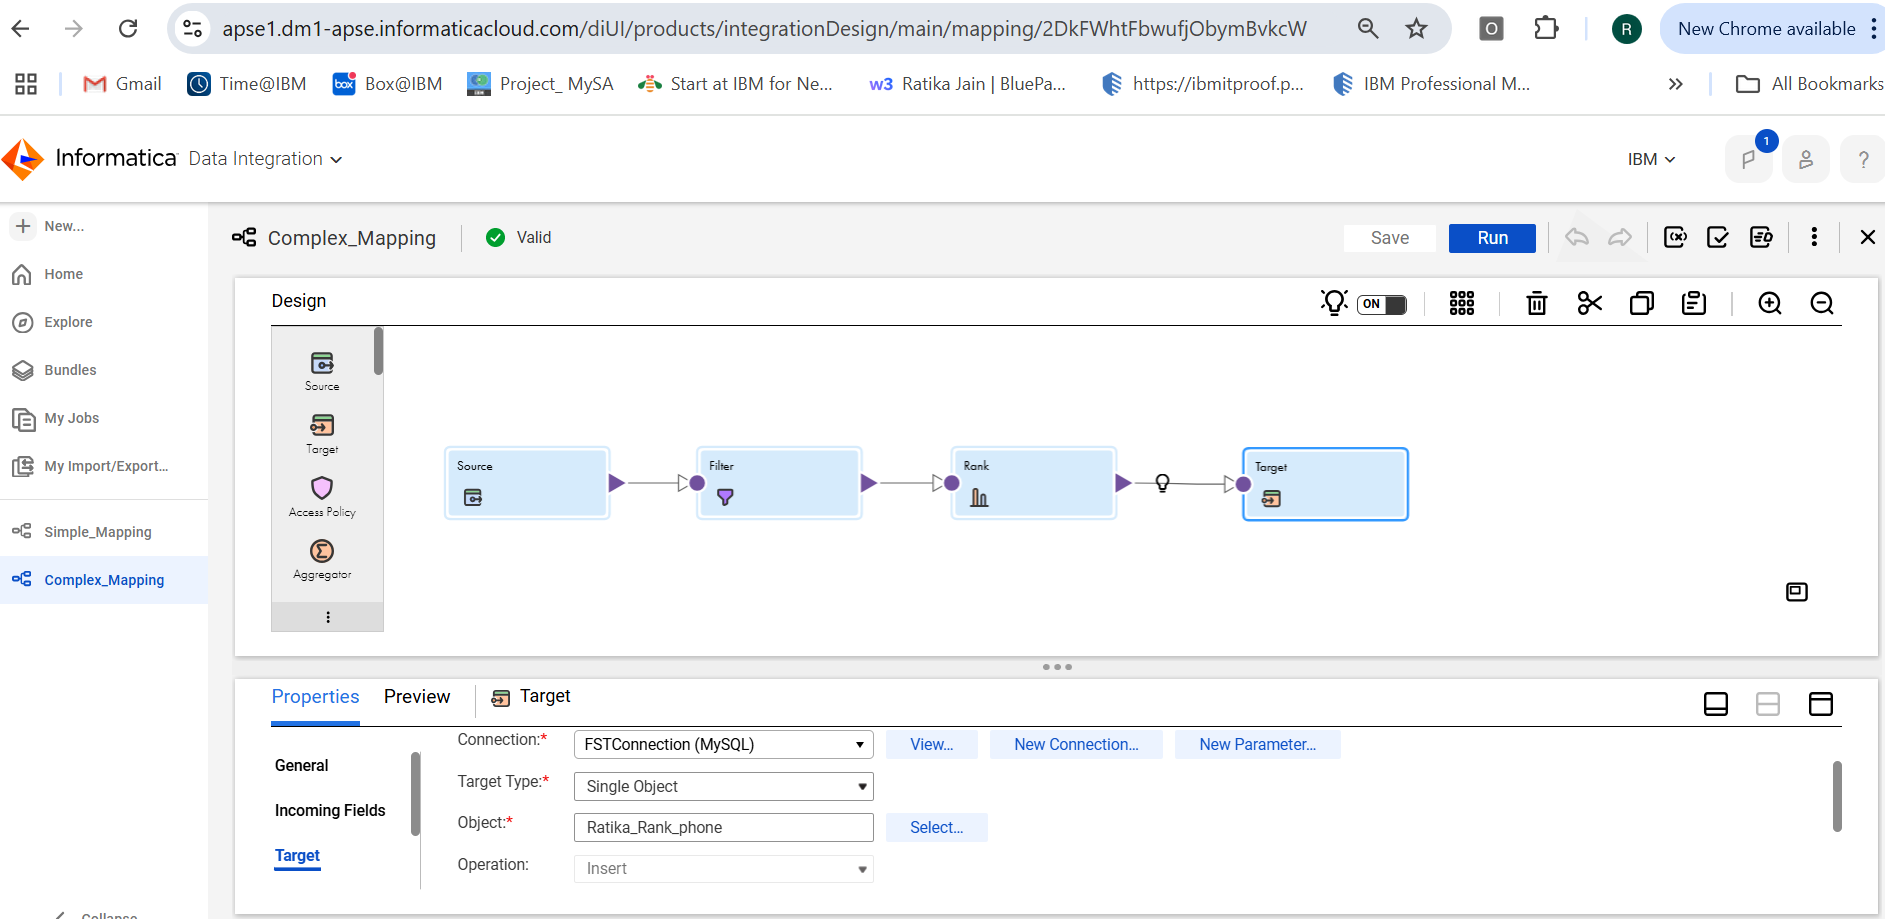 apse1.dm1-apse.informaticacloud.com/diUI/products/integrationDesign/main/mapping/2DkFWhtFbwufjObymBvkcW
O
R
New Chrome available
Gmail
Time@IBM
box
Box@IBM
Project_ MySA
Start at IBM for Ne...
w3 Ratika Jain | BluePa...
https://ibmitproof.p...
IBM Professional M...
»
All Bookmarks
Informatica Data Integration
IBM
1
?
New...
Home
Explore
Bundles
My Jobs
My Import/Export...
Simple_Mapping
Complex_Mapping
Collapse
Complex_Mapping
Valid
Save
Run
Design
ON
Source
Target
Access Policy
Aggregator
Source
Filter
Rank
Target
Properties
Preview
Target
General
Incoming Fields
Target
Connection:*
FSTConnection (MySQL)
View...
New Connection...
New Parameter...
Target Type:*
Single Object
Object:*
Ratika_Rank_phone
Select...
Operation:
Insert